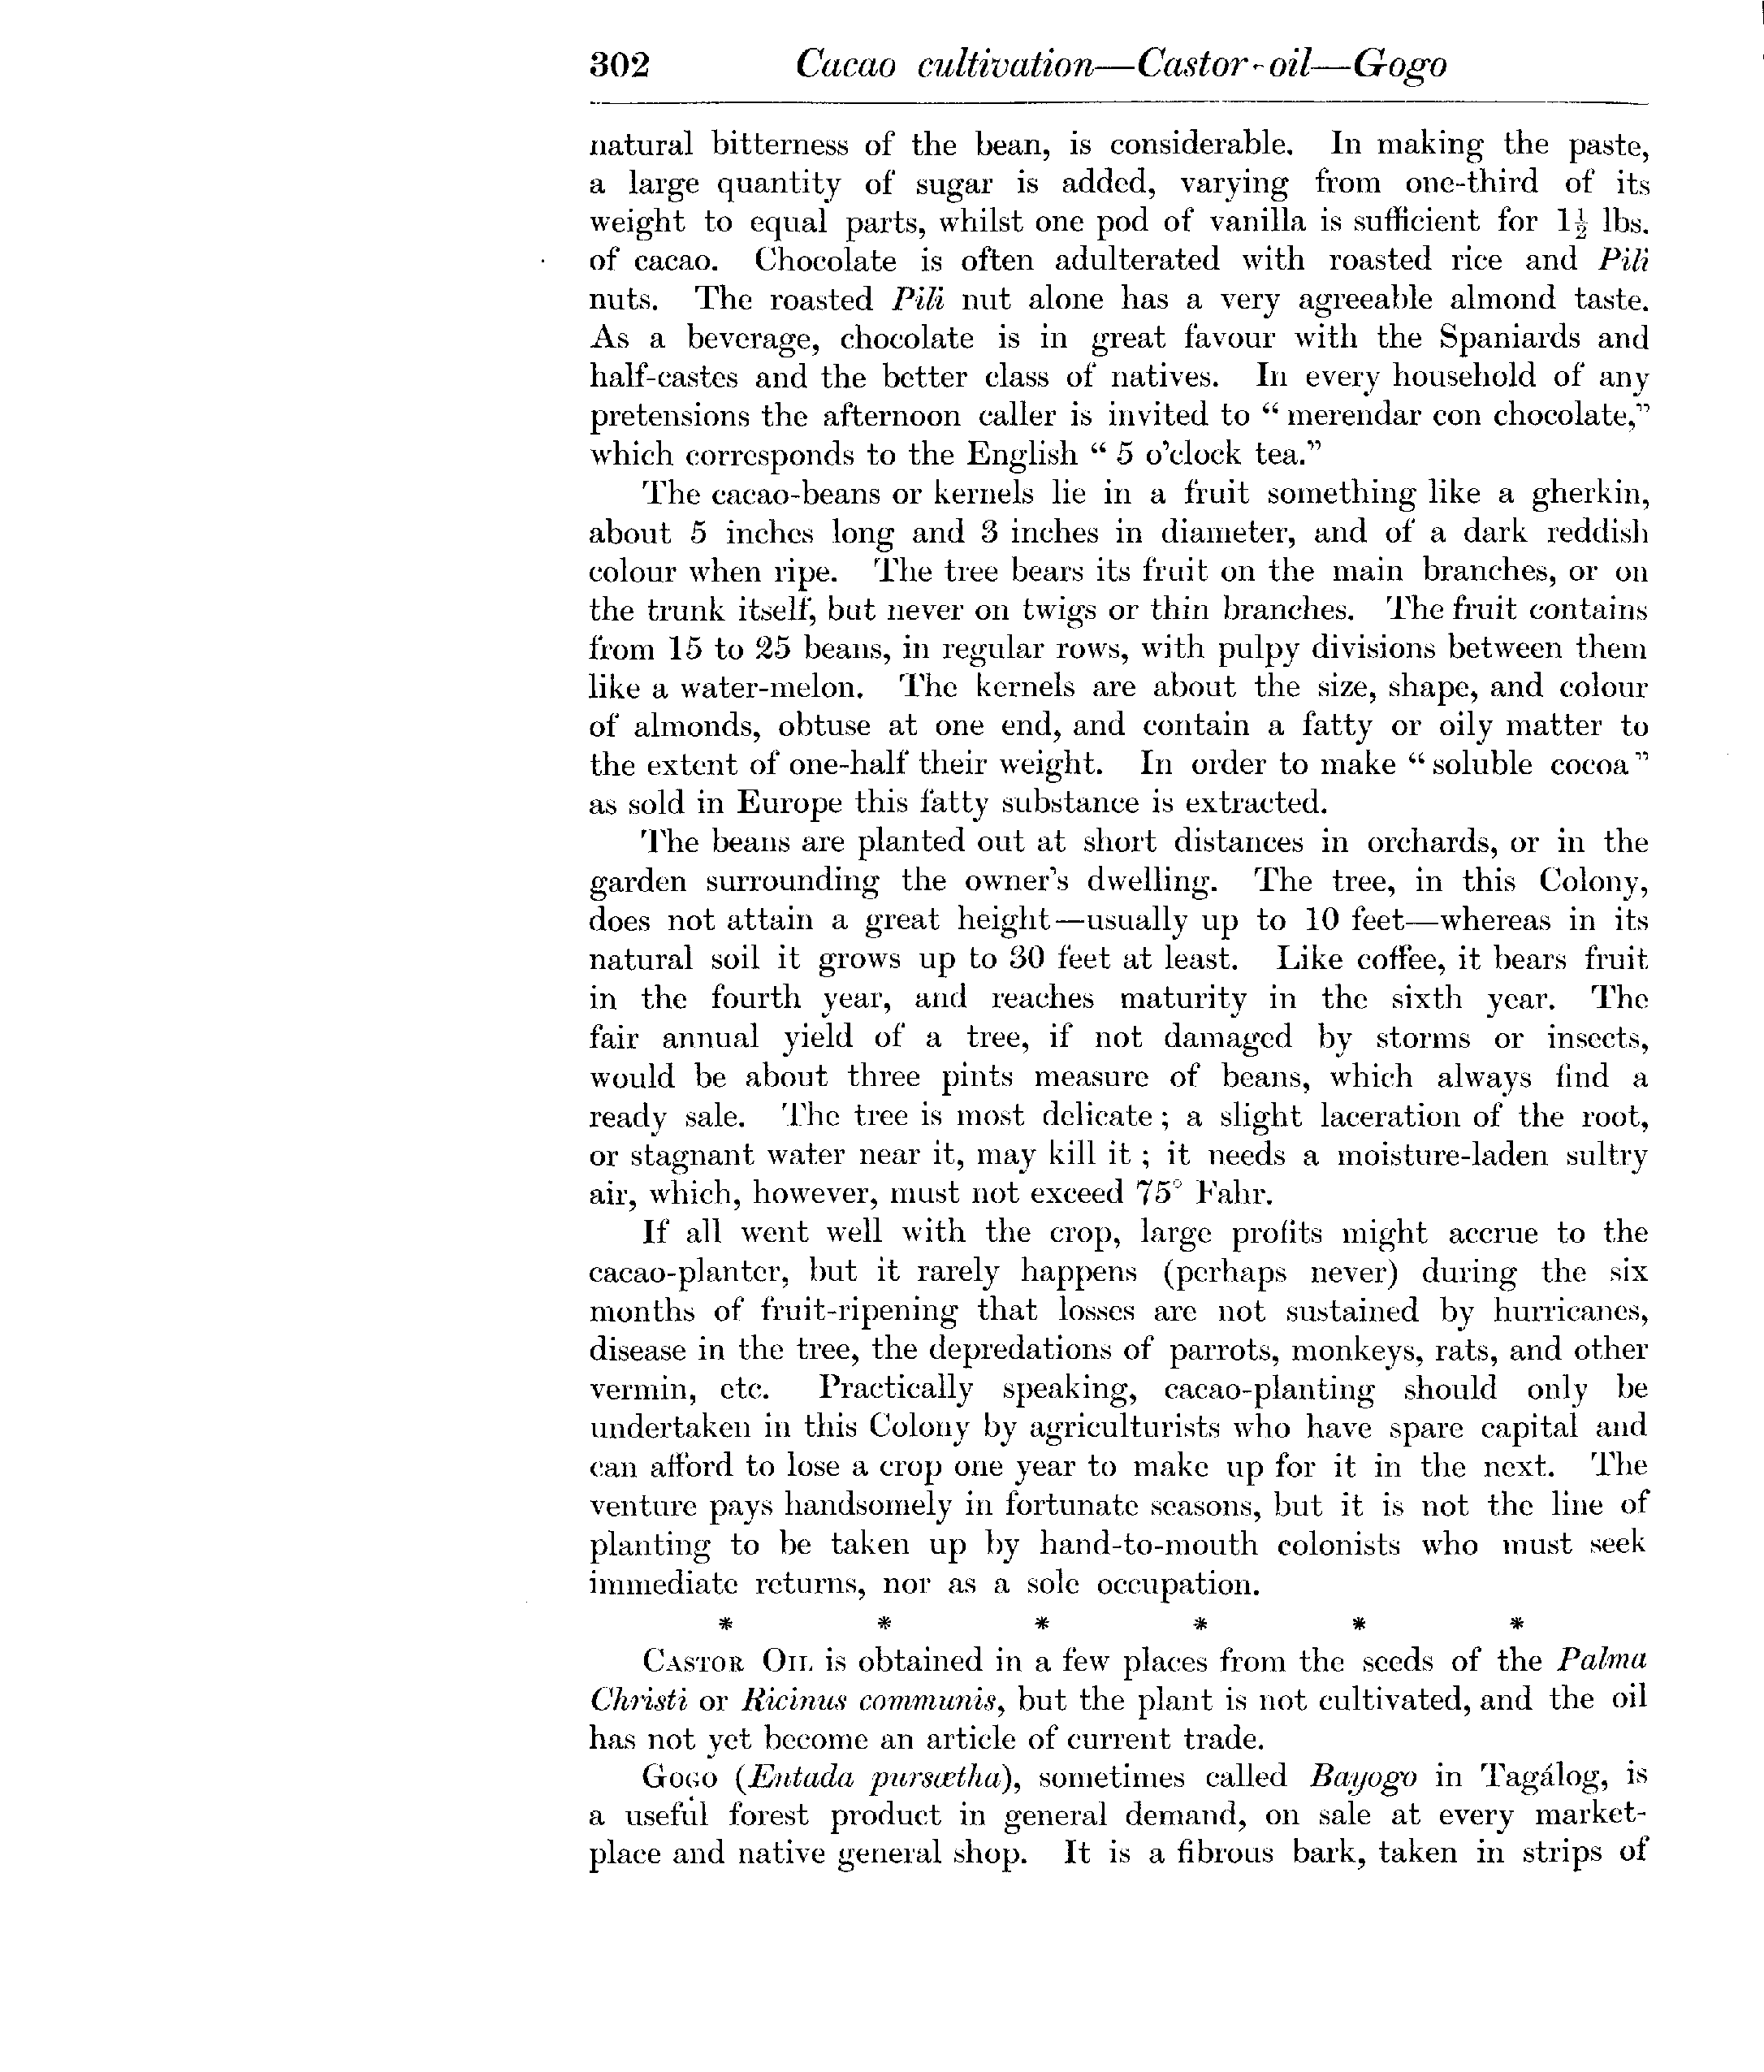 302 Cacao cultivation—Castor-oil—Gogo
natural bitterness of the bean, is considerable. In making the paste,
a large quantity of sugar is added, varying from one-third of its
weight to equal parts, whilst one pod of vanilla is sufficient for 1½ lbs.
of cacao. Chocolate is often adulterated with roasted rice and Pili
nuts. The roasted Pili nut alone has a very agreeable almond taste.
As a beverage, chocolate is in great favour with the Spaniards and
half-castes and the better class of natives. In every household of any
pretensions the afternoon caller is invited to “merendar con chocolate,”
which corresponds to the English “5 o’clock tea.”
The cacao-beans or kernels lie in a fruit something like a gherkin,
about 5 inches long and 3 inches in diameter, and of a dark reddish
colour when ripe. The tree bears its fruit on the main branches, or on
the trunk itself, but never on twigs or thin branches. The fruit contains
from 15 to 25 beans, in regular rows, with pulpy divisions between them
like a water-melon. The kernels are about the size, shape, and colour
of almonds, obtuse at one end, and contain a fatty or oily matter to
the extent of one-half their weight. In order to make “soluble cocoa”
as sold in Europe this fatty substance is extracted.
The beans are planted out at short distances in orchards, or in the
garden surrounding the owner’s dwelling. The tree, in this Colony,
does not attain a great height—usually up to 10 feet—whereas in its
natural soil it grows up to 30 feet at least. Like coffee, it bears fruit
in the fourth year, and reaches maturity in the sixth year. The
fair annual yield of a tree, if not damaged by storms or insects,
would be about three pints measure of beans, which always find a
ready sale. The tree is most delicate; a slight laceration of the root,
or stagnant water near it, may kill it; it needs a moisture-laden sultry
air, which, however, must not exceed 75° Fahr.
If all went well with the crop, large profits might accrue to the
cacao-planter, but it rarely happens (perhaps never) during the six
months of fruit-ripening that losses are not sustained by hurricanes,
disease in the tree, the depredations of parrots, monkeys, rats, and other
vermin, etc. Practically speaking, cacao-planting should only be
undertaken in this Colony by agriculturists who have spare capital and
can afford to lose a crop one year to make up for it in the next. The
venture pays handsomely in fortunate seasons, but it is not the line of
planting to be taken up by hand-to-mouth colonists who must seek
immediate returns, nor as a sole occupation.
* * * * * *
CASTOR OIL is obtained in a few places from the seeds of the Palma
Christi or Ricinus communis, but the plant is not cultivated, and the oil
has not yet become an article of current trade.
GOGO (Entada pursætha), sometimes called Bayogo in Tagálog, is
a useful forest product in general demand, on sale at every market-
place and native general shop. It is a fibrous bark, taken in strips of